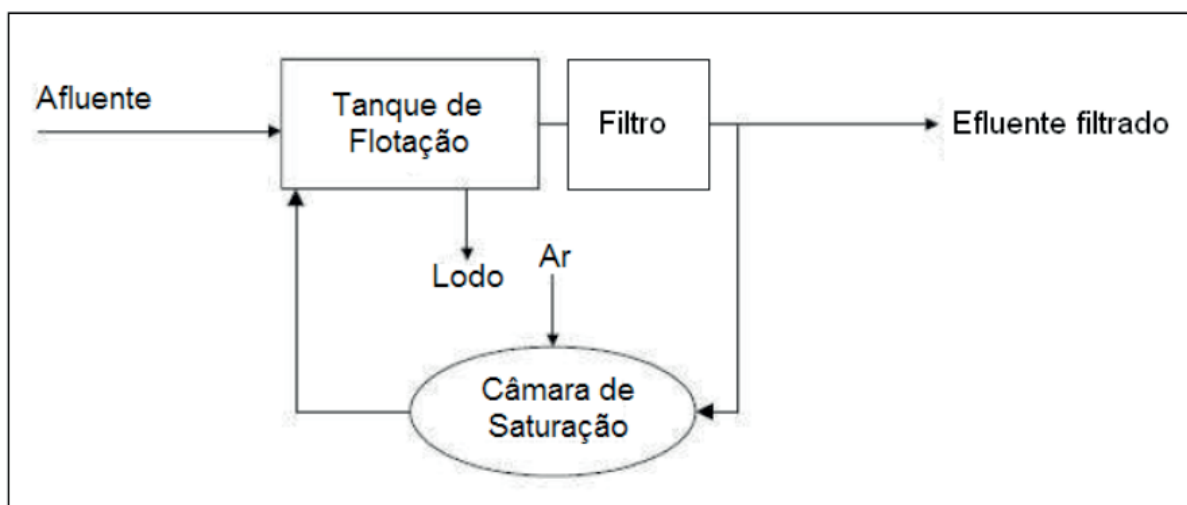 Afluente
Tanque de
Flotação
Filtro
Efluente filtrado
Lodo
Ar
Câmara de
Saturação